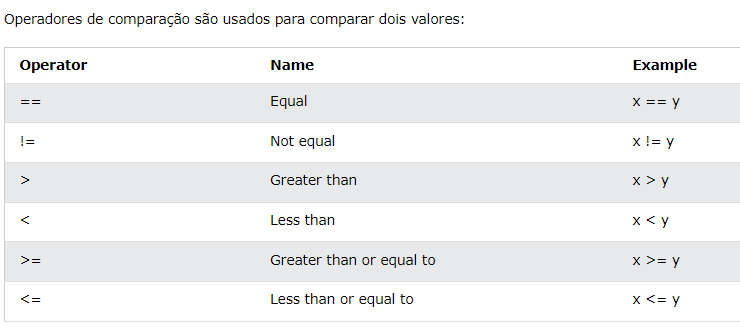 Operadores de comparação são usados para comparar dois valores:
Operator Name Example
== Equal x == y
!= Not equal x != y
> Greater than x > y
< Less than x < y
>= Greater than or equal to x >= y
<= Less than or equal to x <= y